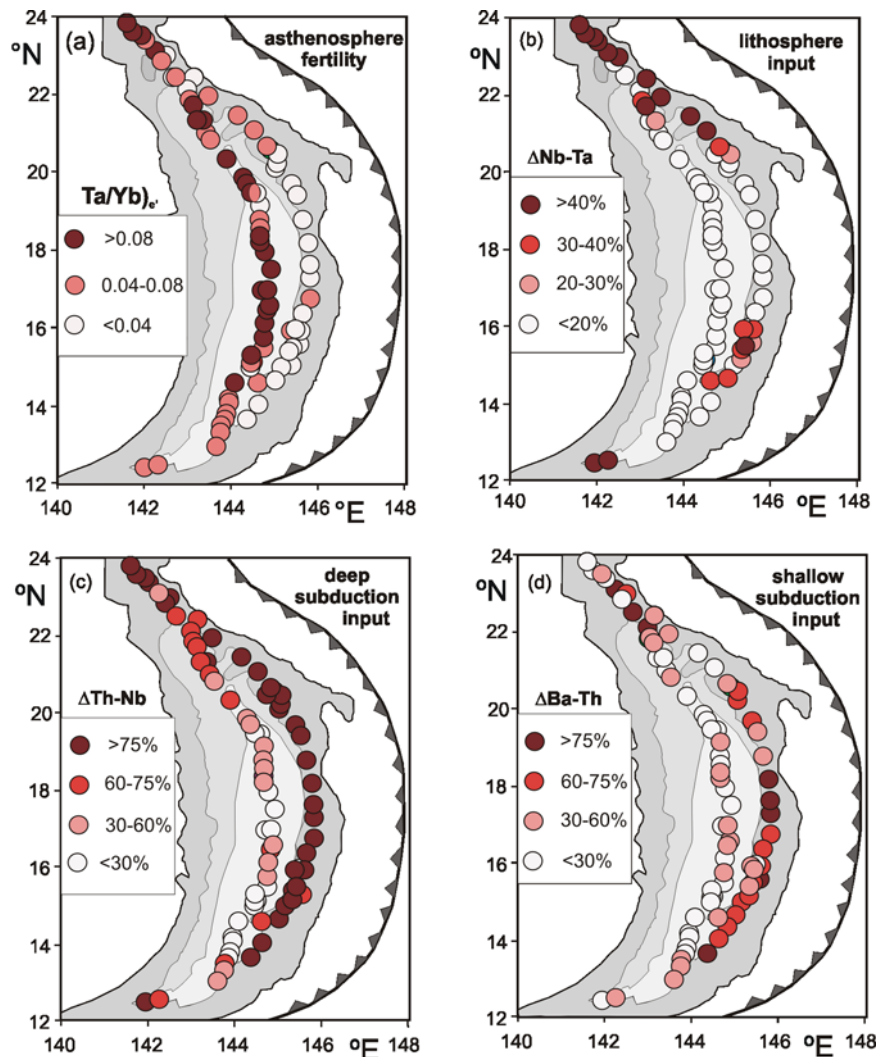 (a)
asthenosphere
fertility
°N
24
22
20
18
16
14
12
Ta/Yb)e'
>0.08
0.04-0.08
<0.04
140 142 144 146 148
°E
(b)
lithosphere
input
°N
24
22
20
18
16
14
12
ΔNb-Ta
>40%
30-40%
20-30%
<20%
140 142 144 146 148
°E
(c)
deep
subduction
input
°N
24
22
20
18
16
14
12
ΔTh-Nb
>75%
60-75%
30-60%
<30%
140 142 144 146 148
°E
(d)
shallow
subduction
input
°N
24
22
20
18
16
14
12
ΔBa-Th
>75%
60-75%
30-60%
<30%
140 142 144 146 148
°E